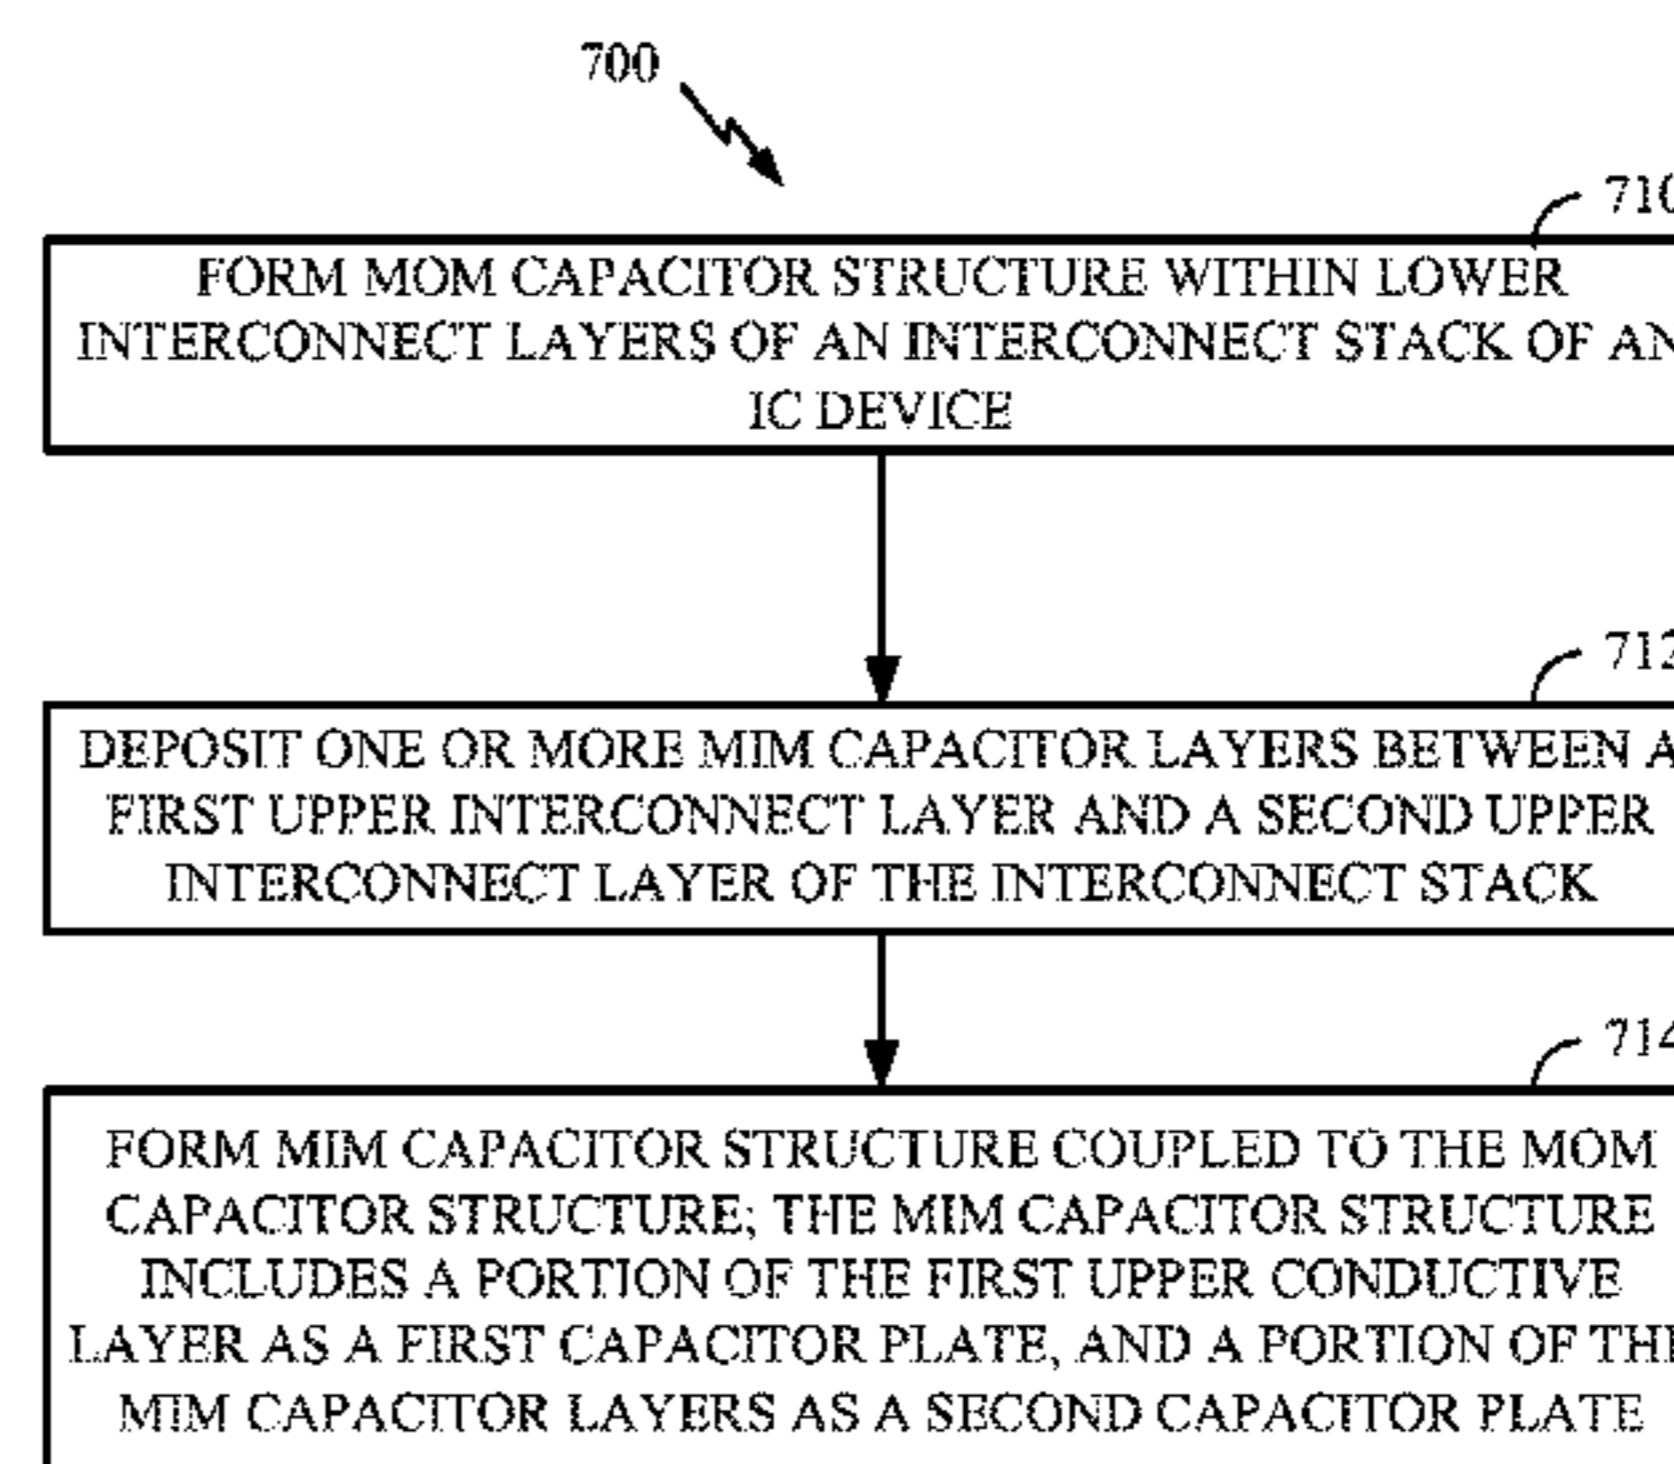 700
710
FORM MOM CAPACITOR STRUCTURE WITHIN LOWER
INTERCONNECT LAYERS OF AN INTERCONNECT STACK OF AN
IC DEVICE
712
DEPOSIT ONE OR MORE MIM CAPACITOR LAYERS BETWEEN A
FIRST UPPER INTERCONNECT LAYER AND A SECOND UPPER
INTERCONNECT LAYER OF THE INTERCONNECT STACK
714
FORM MIM CAPACITOR STRUCTURE COUPLED TO THE MOM
CAPACITOR STRUCTURE; THE MIM CAPACITOR STRUCTURE
INCLUDES A PORTION OF THE FIRST UPPER CONDUCTIVE
LAYER AS A FIRST CAPACITOR PLATE, AND A PORTION OF THE
MIM CAPACITOR LAYERS AS A SECOND CAPACITOR PLATE